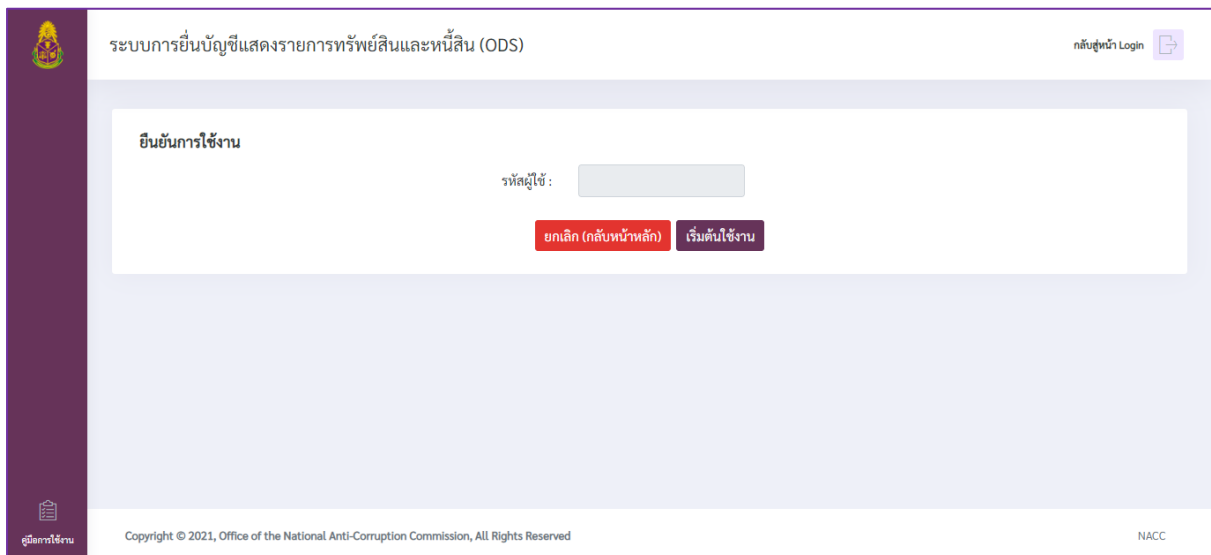 ระบบการยื่นบัญชีแสดงรายการทรัพย์สินและหนี้สิน (ODS)
กลับสู่หน้า Login
ยืนยันการใช้งาน
รหัสผู้ใช้ :
ยกเลิก (กลับหน้าหลัก)
เริ่มต้นใช้งาน
คู่มือการใช้งาน
Copyright © 2021, Office of the National Anti-Corruption Commission, All Rights Reserved
NACC